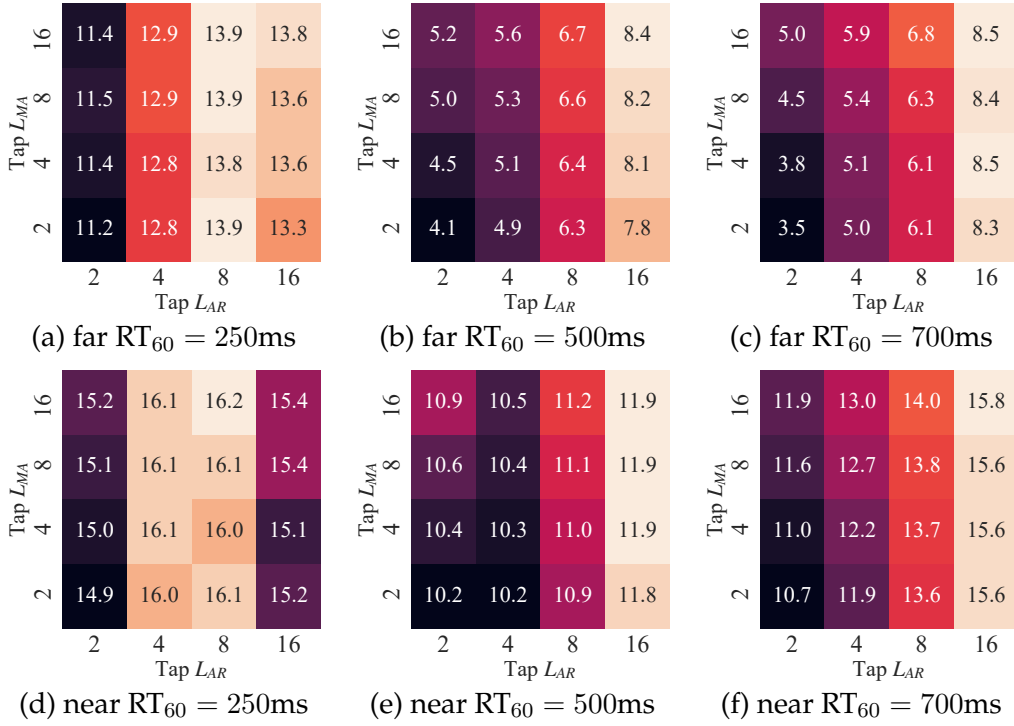 16 11.4 12.9 13.9 13.8 16 5.2 5.6 6.7 8.4 16 5.0 5.9 6.8 8.5
8 11.5 12.9 13.9 13.6 8 5.0 5.3 6.6 8.2 8 4.5 5.4 6.3 8.4
Tap L_MA Tap L_MA Tap L_MA
4 11.4 12.8 13.8 13.6 4 4.5 5.1 6.4 8.1 4 3.8 5.1 6.1 8.5
2 11.2 12.8 13.9 13.3 2 4.1 4.9 6.3 7.8 2 3.5 5.0 6.1 8.3
2 4 8 16 2 4 8 16 2 4 8 16
Tap L_AR Tap L_AR Tap L_AR
(a) far RT₆₀ = 250ms (b) far RT₆₀ = 500ms (c) far RT₆₀ = 700ms
16 15.2 16.1 16.2 15.4 16 10.9 10.5 11.2 11.9 16 11.9 13.0 14.0 15.8
8 15.1 16.1 16.1 15.4 8 10.6 10.4 11.1 11.9 8 11.6 12.7 13.8 15.6
Tap L_MA Tap L_MA Tap L_MA
4 15.0 16.1 16.0 15.1 4 10.4 10.3 11.0 11.9 4 11.0 12.2 13.7 15.6
2 14.9 16.0 16.1 15.2 2 10.2 10.2 10.9 11.8 2 10.7 11.9 13.6 15.6
2 4 8 16 2 4 8 16 2 4 8 16
Tap L_AR Tap L_AR Tap L_AR
(d) near RT₆₀ = 250ms (e) near RT₆₀ = 500ms (f) near RT₆₀ = 700ms